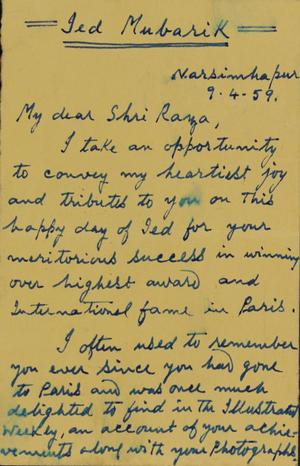 Ied Mubarik
Narsimhapur
9.4.59.
My dear Shri Raza,
I take an opportunity
to convey my heartiest joy
and tributes to you on this
happy day of Ied for your
meritorious success in winning
over highest award and
International fame in Paris.
I often used to remember
you ever since you had gone
to Paris and was over much
delighted to find in the Illustrated
Weekly, an account of your achie-
vements along with your Photographs.